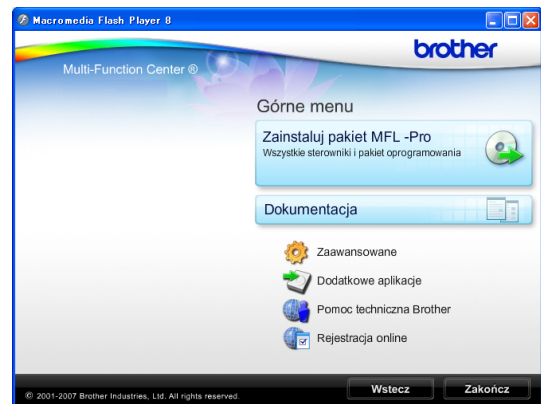 Macromedia Flash Player 8
brother
Multi-Function Center ®
Górne menu
Zainstaluj pakiet MFL -Pro
Wszystkie sterowniki i pakiet oprogramowania
Dokumentacja
Zaawansowane
Dodatkowe aplikacje
Pomoc techniczna Brother
Rejestracja online
© 2001-2007 Brother Industries, Ltd. All rights reserved.
Wstecz
Zakończ